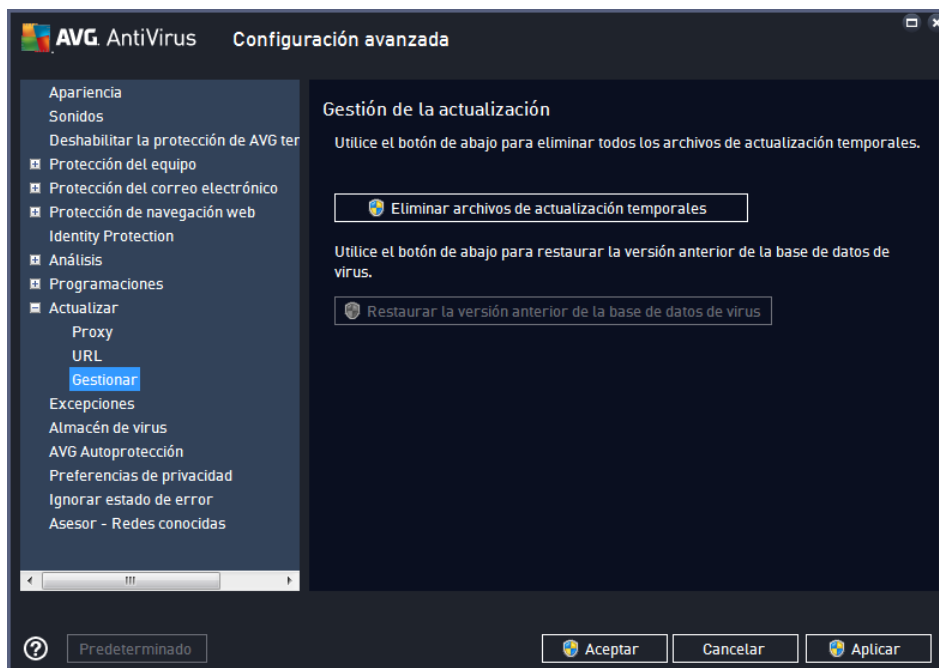 AVG. AntiVirus Configuración avanzada
Apariencia
Sonidos
Deshabilitar la protección de AVG ter
Protección del equipo
Protección del correo electrónico
Protección de navegación web
Identity Protection
Análisis
Programaciones
Actualizar
Proxy
URL
Gestionar
Excepciones
Almacén de virus
AVG Autoprotección
Preferencias de privacidad
Ignorar estado de error
Asesor - Redes conocidas
Gestión de la actualización
Utilice el botón de abajo para eliminar todos los archivos de actualización temporales.
Eliminar archivos de actualización temporales
Utilice el botón de abajo para restaurar la versión anterior de la base de datos de
virus.
Restaurar la versión anterior de la base de datos de virus
Predeterminado
Aceptar
Cancelar
Aplicar